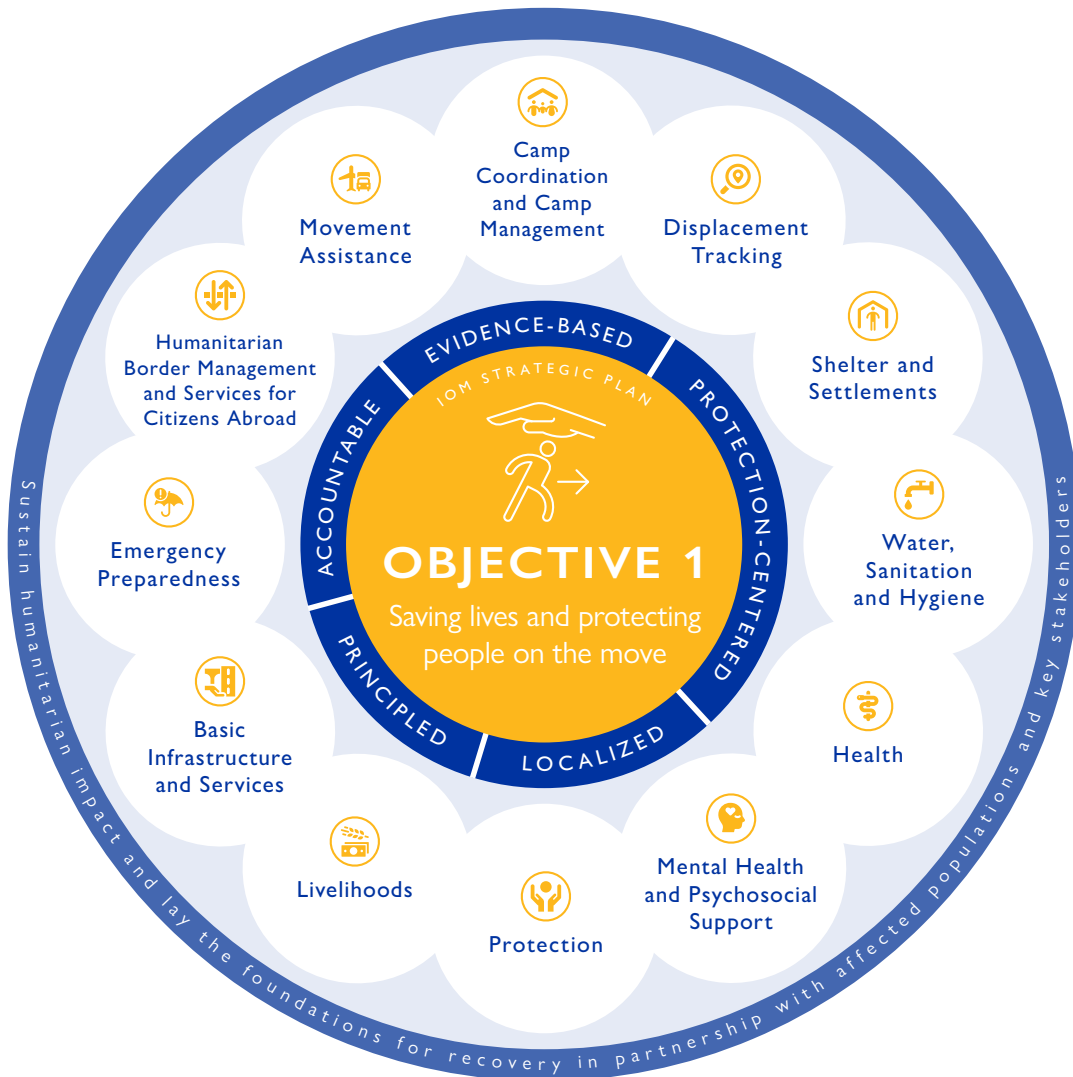 Camp
Coordination
and Camp
Management
Displacement
Tracking
Shelter and
Settlements
Water,
Sanitation
and Hygiene
Health
Mental Health
and Psychosocial
Support
Protection
Livelihoods
Basic
Infrastructure
and Services
Emergency
Preparedness
Humanitarian
Border Management
and Services for
Citizens Abroad
Movement
Assistance
EVIDENCE-BASED
PROTECTION-CENTERED
LOCALIZED
PRINCIPLED
ACCOUNTABLE
IOM STRATEGIC PLAN
OBJECTIVE 1
Saving lives and protecting
people on the move
Sustain humanitarian impact and lay the foundations for recovery in partnership with affected populations and key stakeholders